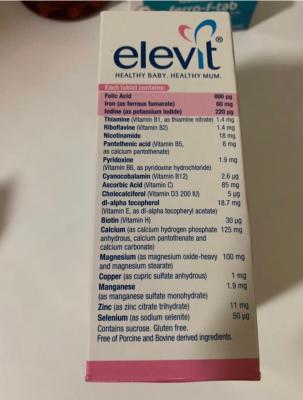 ferro-f-tab
elevit
HEALTHY BABY. HEALTHY MUM.
Each tablet contains:
Folic Acid 800 µg
Iron (as ferrous fumarate) 60 mg
Iodine (as potassium iodide) 220 µg
Thiamine (Vitamin B1, as thiamine nitrate) 1.4 mg
Riboflavin (Vitamin B2) 1.4 mg
Nicotinamide 18 mg
Pantothenic acid (Vitamin B5, 6 mg
as calcium pantothenate)
Pyridoxine 1.9 mg
(Vitamin B6, as pyridoxine hydrochloride)
Cyanocobalamin (Vitamin B12) 2.6 µg
Ascorbic Acid (Vitamin C) 85 mg
Cholecalciferol (Vitamin D3 200 IU) 5 µg
dl-alpha tocopherol 18.7 mg
(Vitamin E, as dl-alpha tocopheryl acetate)
Biotin (Vitamin H) 30 µg
Calcium (as calcium hydrogen phosphate 125 mg
anhydrous, calcium pantothenate and
calcium carbonate)
Magnesium (as magnesium oxide-heavy 100 mg
and magnesium stearate)
Copper (as cupric sulfate anhydrous) 1 mg
Manganese 1.9 mg
(as manganese sulfate monohydrate)
Zinc (as zinc citrate trihydrate) 11 mg
Selenium (as sodium selenite) 50 µg
Contains sucrose. Gluten free.
Free of Porcine and Bovine derived ingredients.